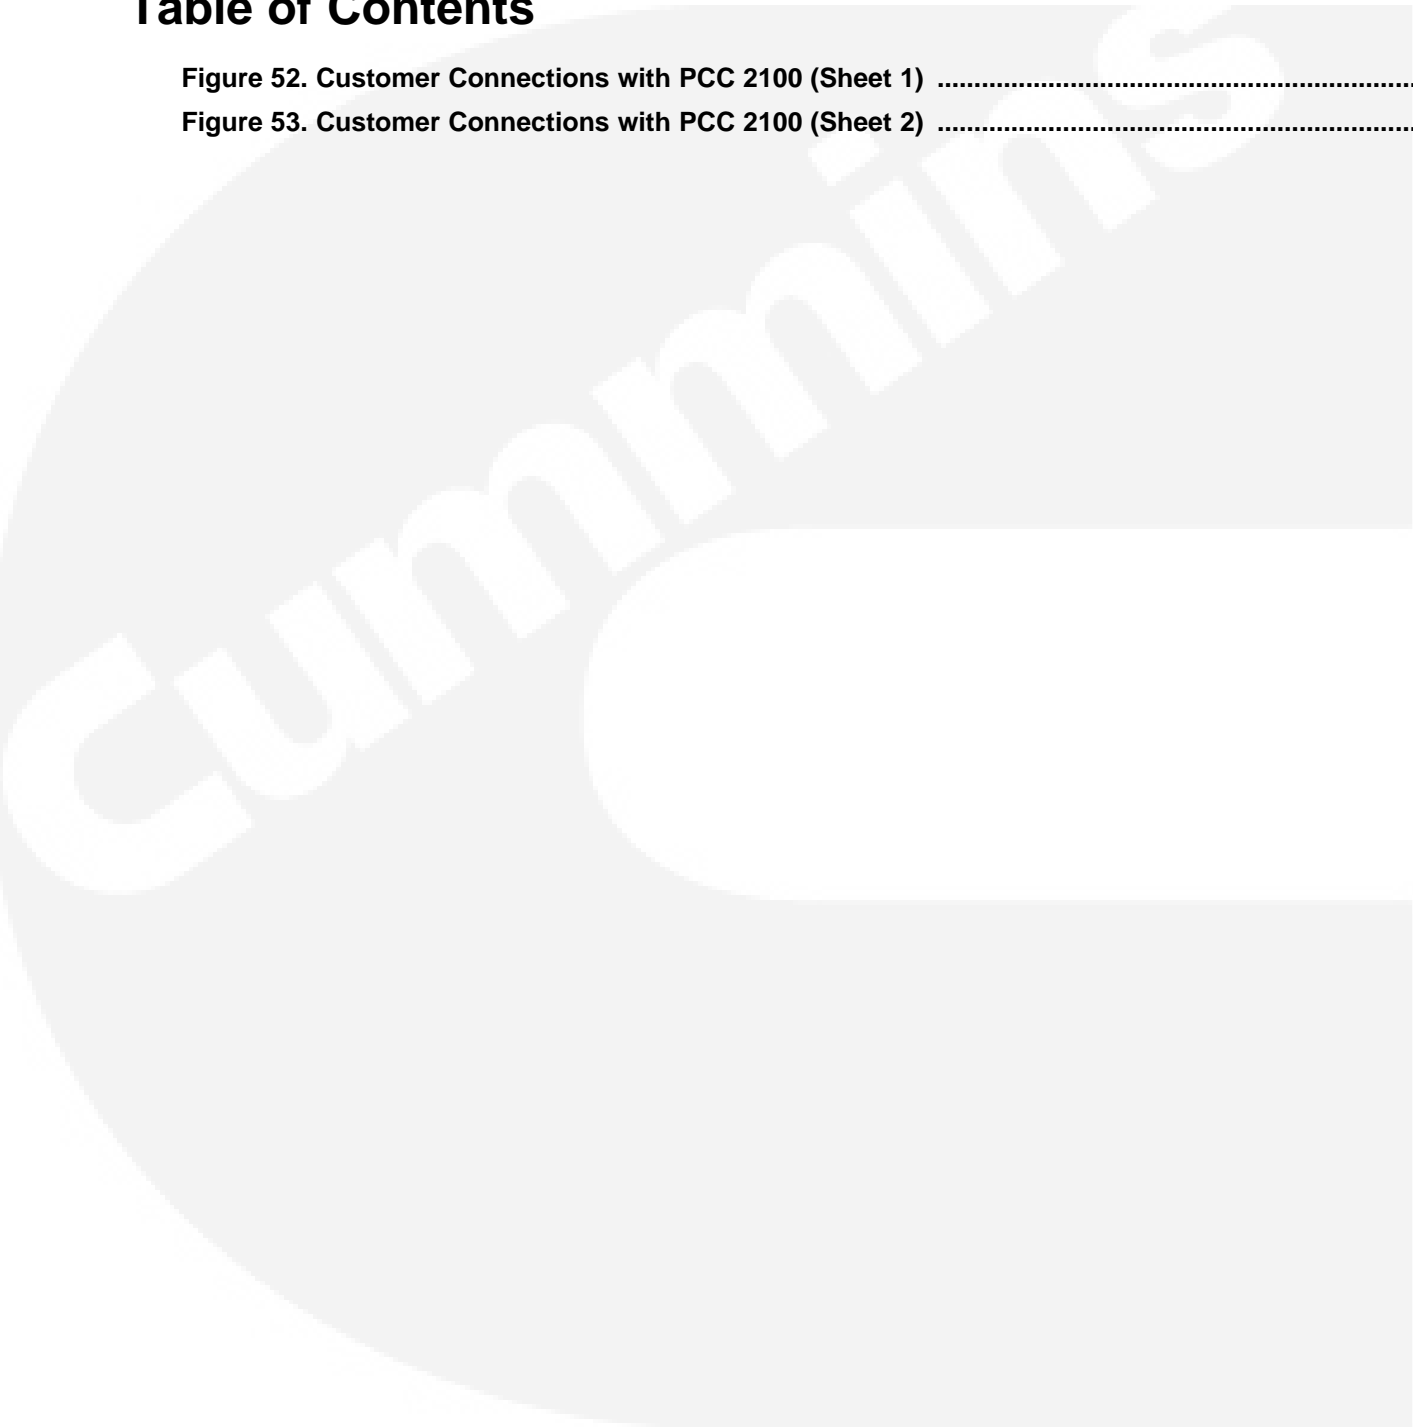 Table of Contents
Figure 52. Customer Connections with PCC 2100 (Sheet 1) ................................................................
Figure 53. Customer Connections with PCC 2100 (Sheet 2) ................................................................
Cummins